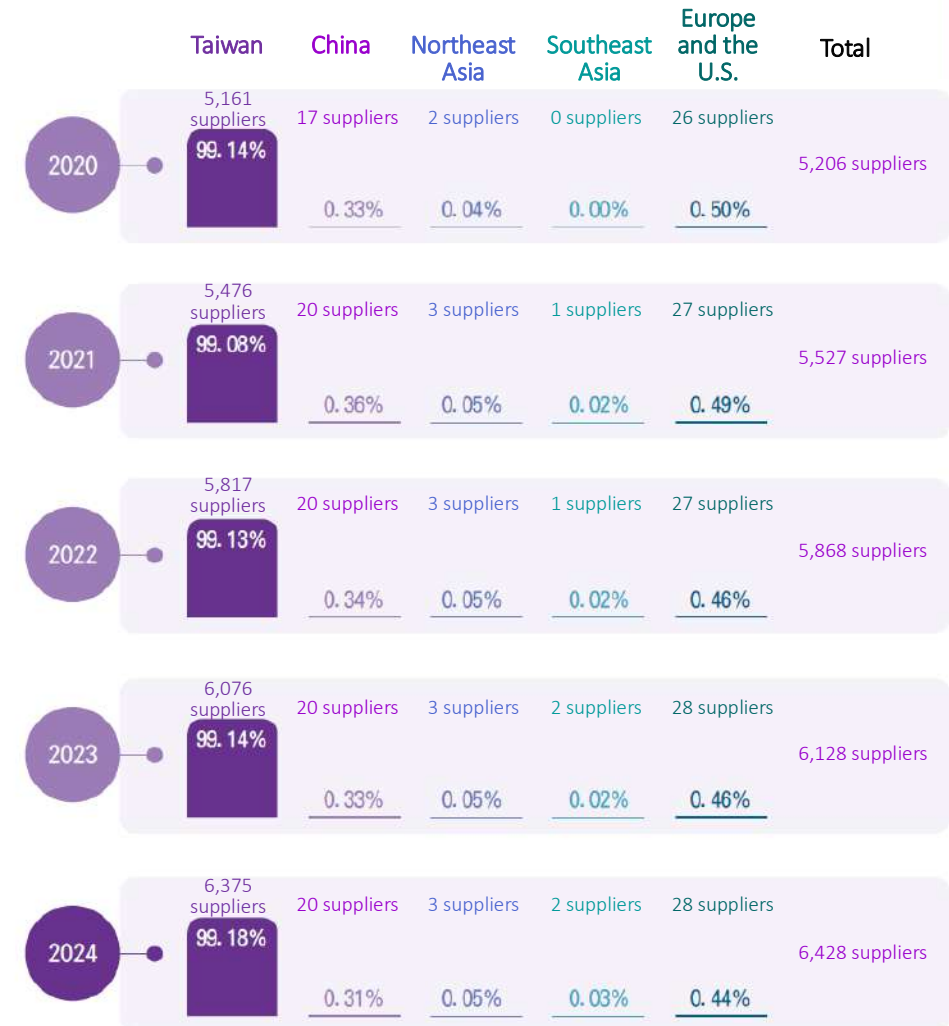 Taiwan
China
Northeast
Asia
Southeast
Asia
Europe
and the
U.S.
Total
2020
5,161
suppliers
99.14%
17 suppliers
0.33%
2 suppliers
0.04%
0 suppliers
0.00%
26 suppliers
0.50%
5,206 suppliers
2021
5,476
suppliers
99.08%
20 suppliers
0.36%
3 suppliers
0.05%
1 suppliers
0.02%
27 suppliers
0.49%
5,527 suppliers
2022
5,817
suppliers
99.13%
20 suppliers
0.34%
3 suppliers
0.05%
1 suppliers
0.02%
27 suppliers
0.46%
5,868 suppliers
2023
6,076
suppliers
99.14%
20 suppliers
0.33%
3 suppliers
0.05%
2 suppliers
0.02%
28 suppliers
0.46%
6,128 suppliers
2024
6,375
suppliers
99.18%
20 suppliers
0.31%
3 suppliers
0.05%
2 suppliers
0.03%
28 suppliers
0.44%
6,428 suppliers